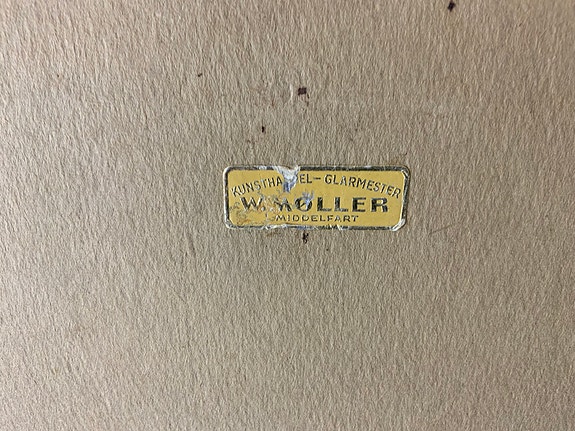 KUNSTHANDEL-GLARMESTER
W. MØLLER
MIDDELFART